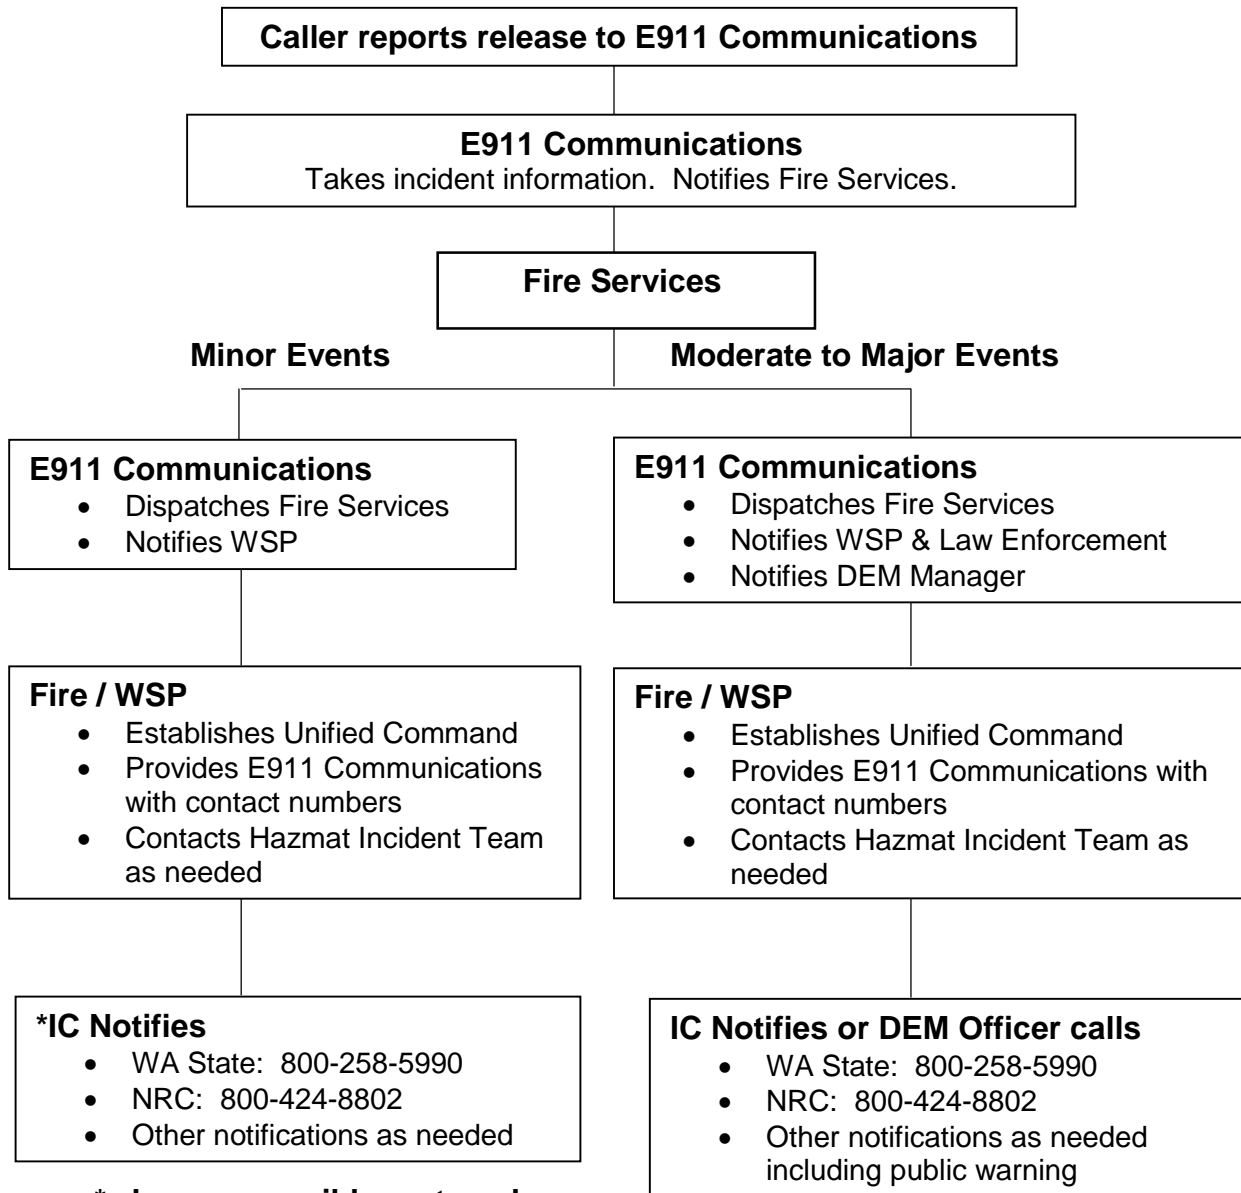 Caller reports release to E911 Communications
E911 Communications
Takes incident information. Notifies Fire Services.
Fire Services
Minor Events
Moderate to Major Events
E911 Communications
• Dispatches Fire Services
• Notifies WSP
E911 Communications
• Dispatches Fire Services
• Notifies WSP & Law Enforcement
• Notifies DEM Manager
Fire / WSP
• Establishes Unified Command
• Provides E911 Communications
with contact numbers
• Contacts Hazmat Incident Team
as needed
Fire / WSP
• Establishes Unified Command
• Provides E911 Communications with
contact numbers
• Contacts Hazmat Incident Team as
needed
*IC Notifies
• WA State: 800-258-5990
• NRC: 800-424-8802
• Other notifications as needed
IC Notifies or DEM Officer calls
• WA State: 800-258-5990
• NRC: 800-424-8802
• Other notifications as needed
including public warning